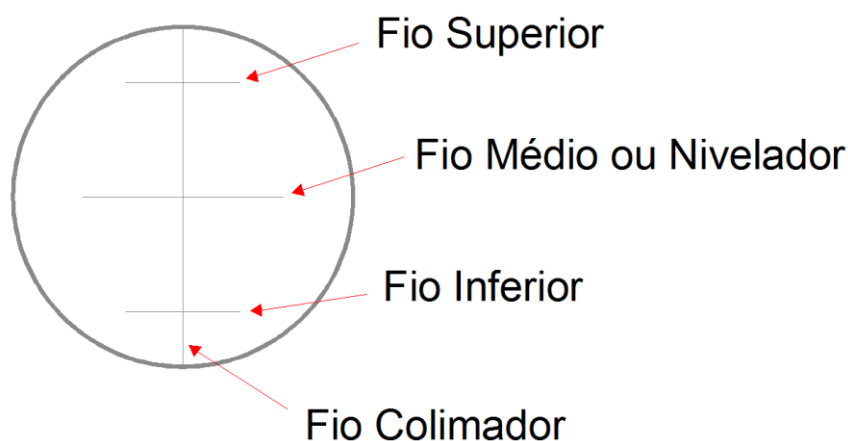 Fio Superior
Fio Médio ou Nivelador
Fio Inferior
Fio Colimador